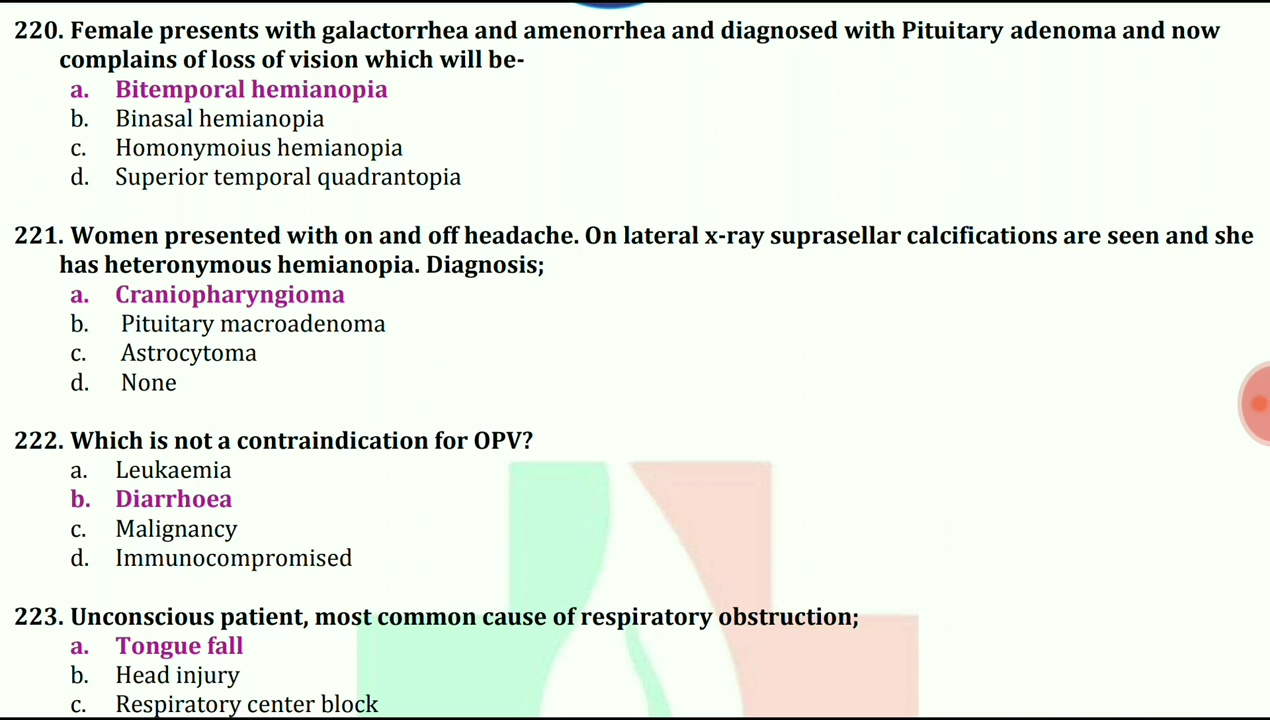 220. Female presents with galactorrhea and amenorrhea and diagnosed with Pituitary adenoma and now
complains of loss of vision which will be-
a. Bitemporal hemianopia
b. Binasal hemianopia
c. Homonymoius hemianopia
d. Superior temporal quadrantopia
221. Women presented with on and off headache. On lateral x-ray suprasellar calcifications are seen and she
has heteronymous hemianopia. Diagnosis;
a. Craniopharyngioma
b. Pituitary macroadenoma
c. Astrocytoma
d. None
222. Which is not a contraindication for OPV?
a. Leukaemia
b. Diarrhoea
c. Malignancy
d. Immunocompromised
223. Unconscious patient, most common cause of respiratory obstruction;
a. Tongue fall
b. Head injury
c. Respiratory center block